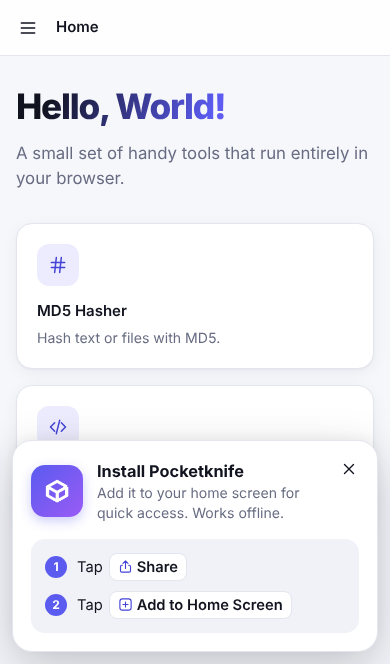 Home
Hello, World!
A small set of handy tools that run entirely in
your browser.
MD5 Hasher
Hash text or files with MD5.
Install Pocketknife
Add it to your home screen for
quick access. Works offline.
1 Tap Share
2 Tap Add to Home Screen